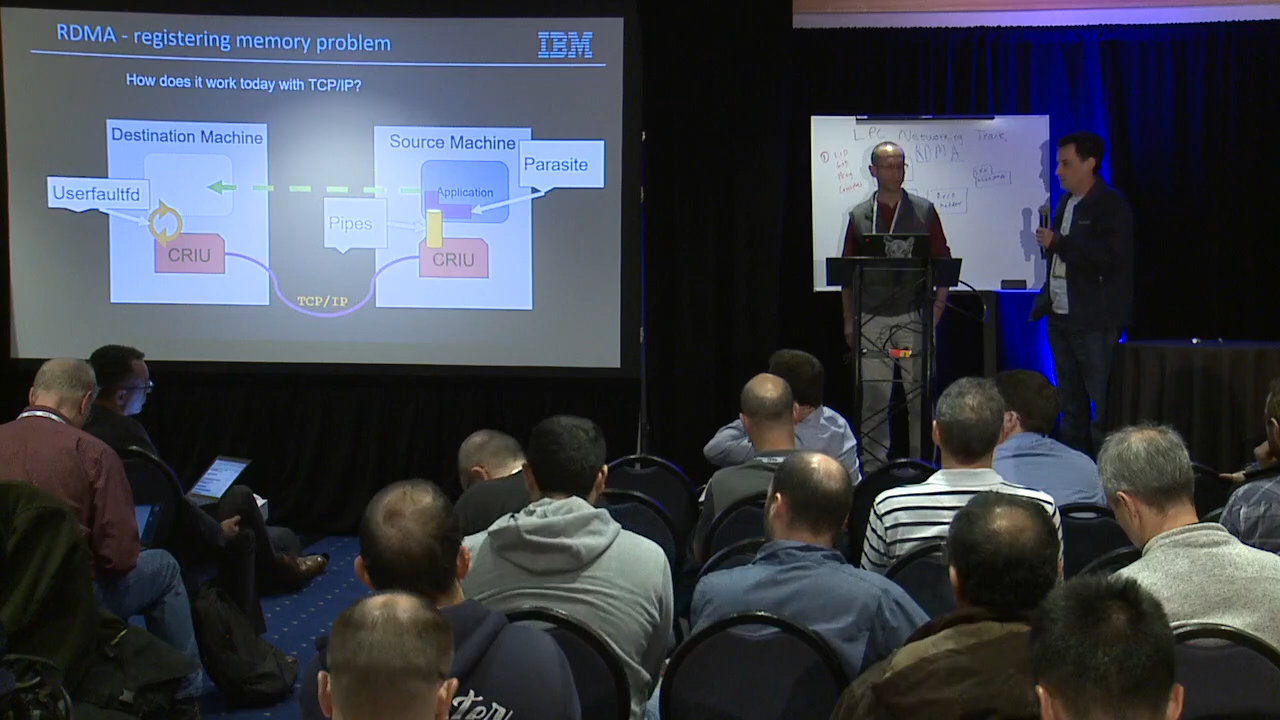 RDMA - registering memory problem
IBM
How does it work today with TCP/IP?
Destination Machine
Source Machine
Parasite
Userfaultfd
Application
Pipes
CRIU
CRIU
TCP/IP
LPC Networking Track
RDMA